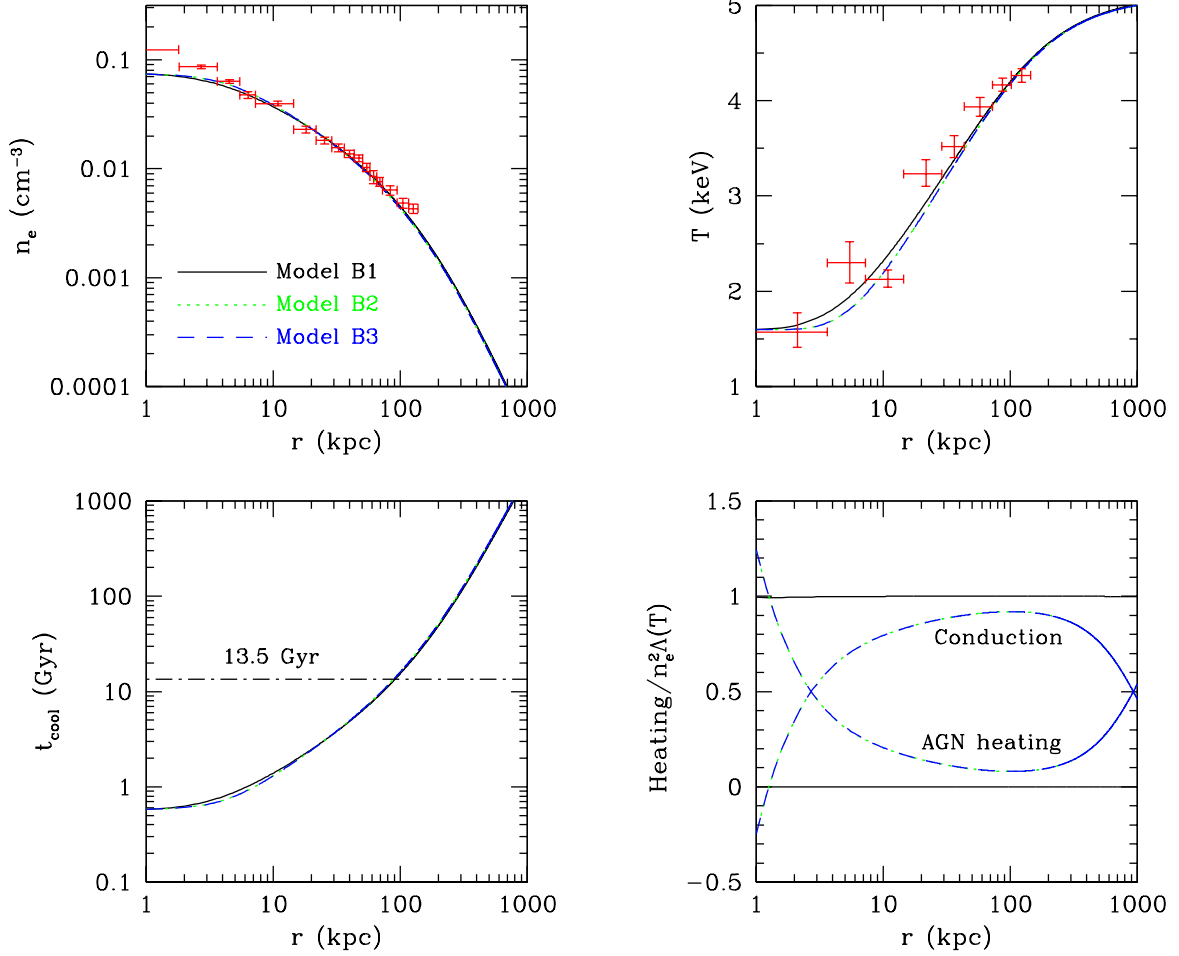 0.1
0.01
0.001
0.0001
n_e (cm^−3)
Model B1
Model B2
Model B3
1 10 100 1000
r (kpc)
5
4
3
2
1
T (keV)
1 10 100 1000
r (kpc)
1000
100
10
1
0.1
t_cool (Gyr)
13.5 Gyr
1 10 100 1000
r (kpc)
1.5
1
0.5
0
−0.5
Heating/n_e^2Λ(T)
Conduction
AGN heating
1 10 100 1000
r (kpc)